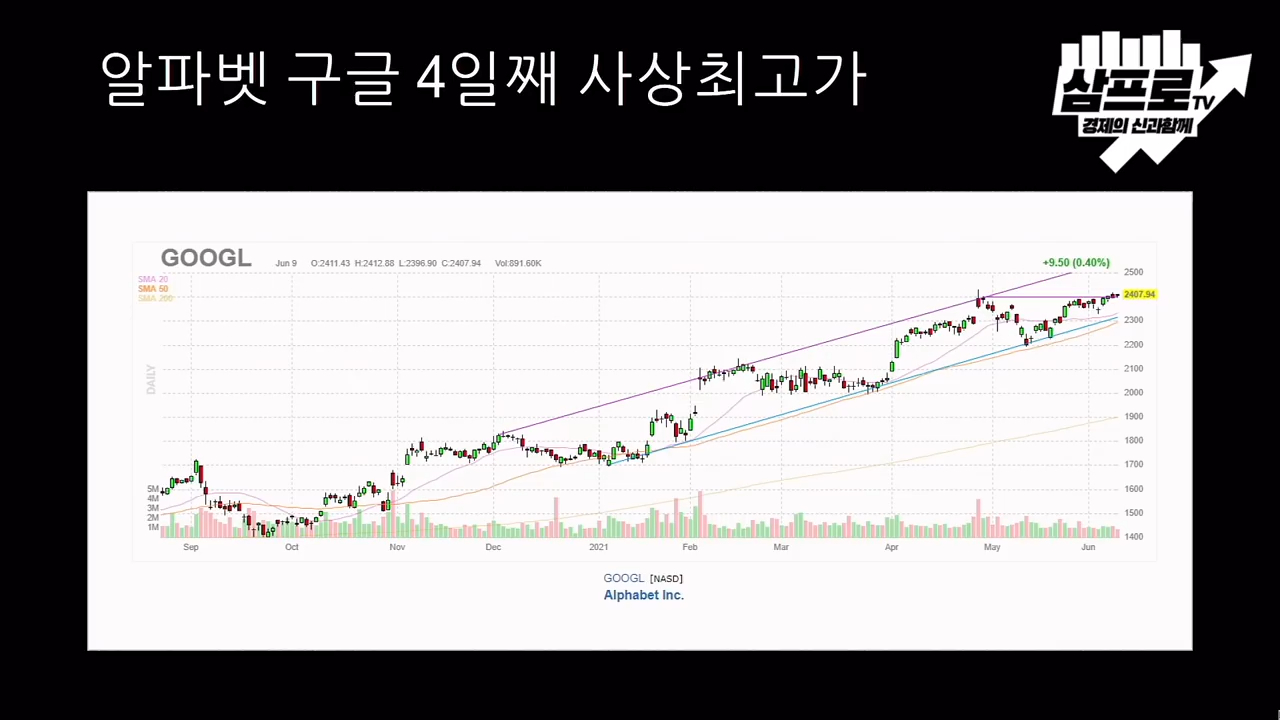 알파벳 구글 4일째 사상최고가
삼프로TV
경제의 신과함께
GOOGL
Jun 9 O:2411.43 H:2412.88 L:2396.90 C:2407.94 Vol:891.60K
+9.50 (0.40%)
SMA 20
SMA 50
SMA 200
DAILY
2500
2407.94
2300
2200
2100
2000
1900
1800
1700
1600
1500
1400
5M
4M
3M
2M
1M
Sep Oct Nov Dec 2021 Feb Mar Apr May Jun
GOOGL [NASD]
Alphabet Inc.